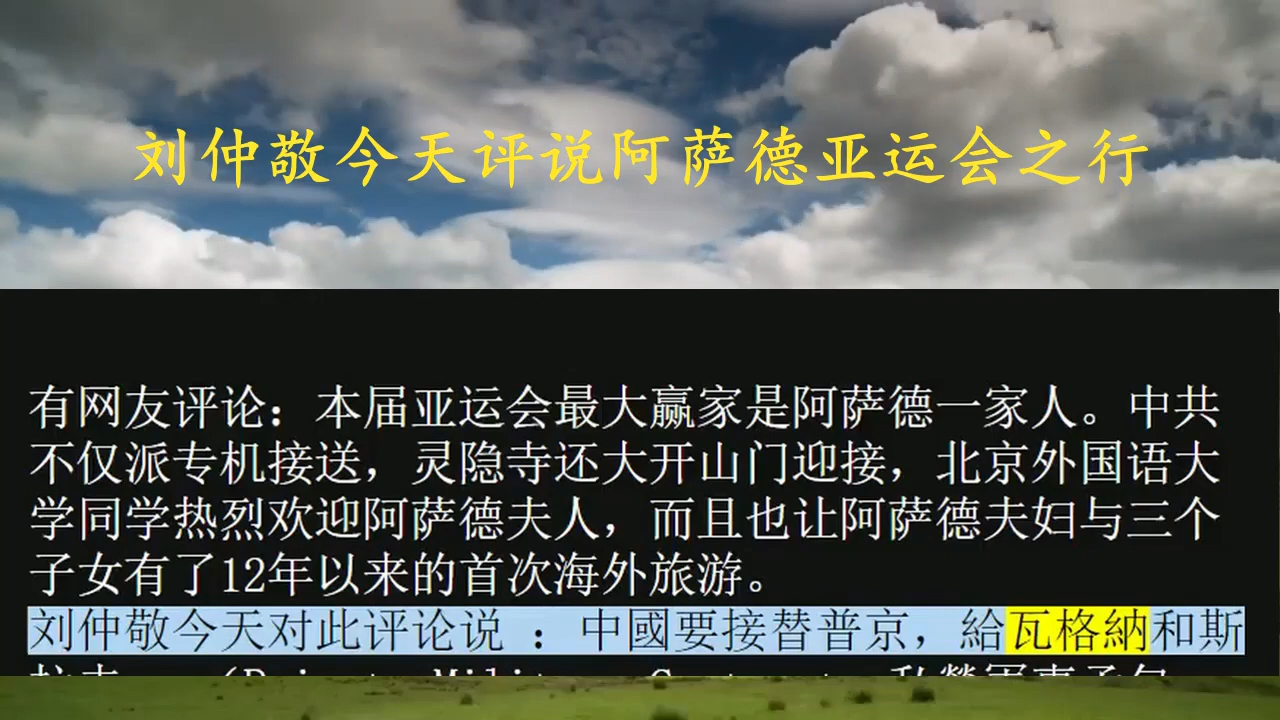 刘仲敬今天评说阿萨德亚运会之行
有网友评论：本届亚运会最大赢家是阿萨德一家人。中共
不仅派专机接送，灵隐寺还大开山门迎接，北京外国语大
学同学热烈欢迎阿萨德夫人，而且也让阿萨德夫妇与三个
子女有了12年以来的首次海外旅游。
刘仲敬今天对此评论说 ：中國要接替普京，給瓦格納和斯